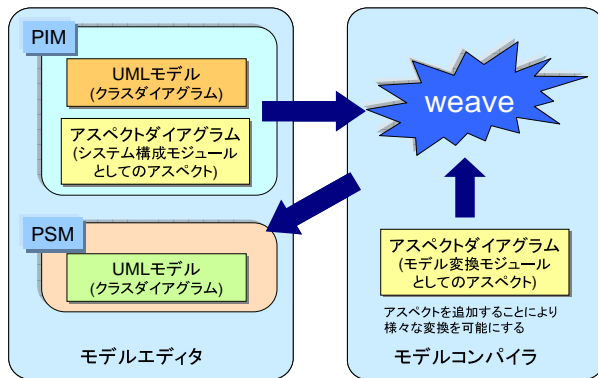 PIM
UMLモデル
(クラスダイアグラム)
アスペクトダイアグラム
(システム構成モジュール
としてのアスペクト)
PSM
UMLモデル
(クラスダイアグラム)
モデルエディタ
weave
アスペクトダイアグラム
(モデル変換モジュール
としてのアスペクト)
アスペクトを追加することにより
様々な変換を可能にする
モデルコンパイラ